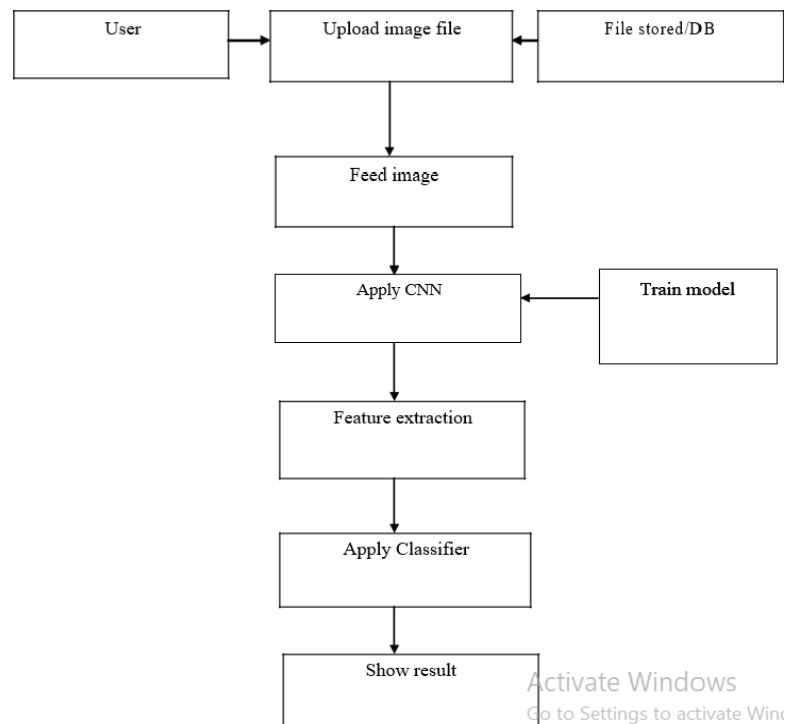 User
Upload image file
File stored/DB
Feed image
Apply CNN
Train model
Feature extraction
Apply Classifier
Show result
Activate Windows
Go to Settings to activate